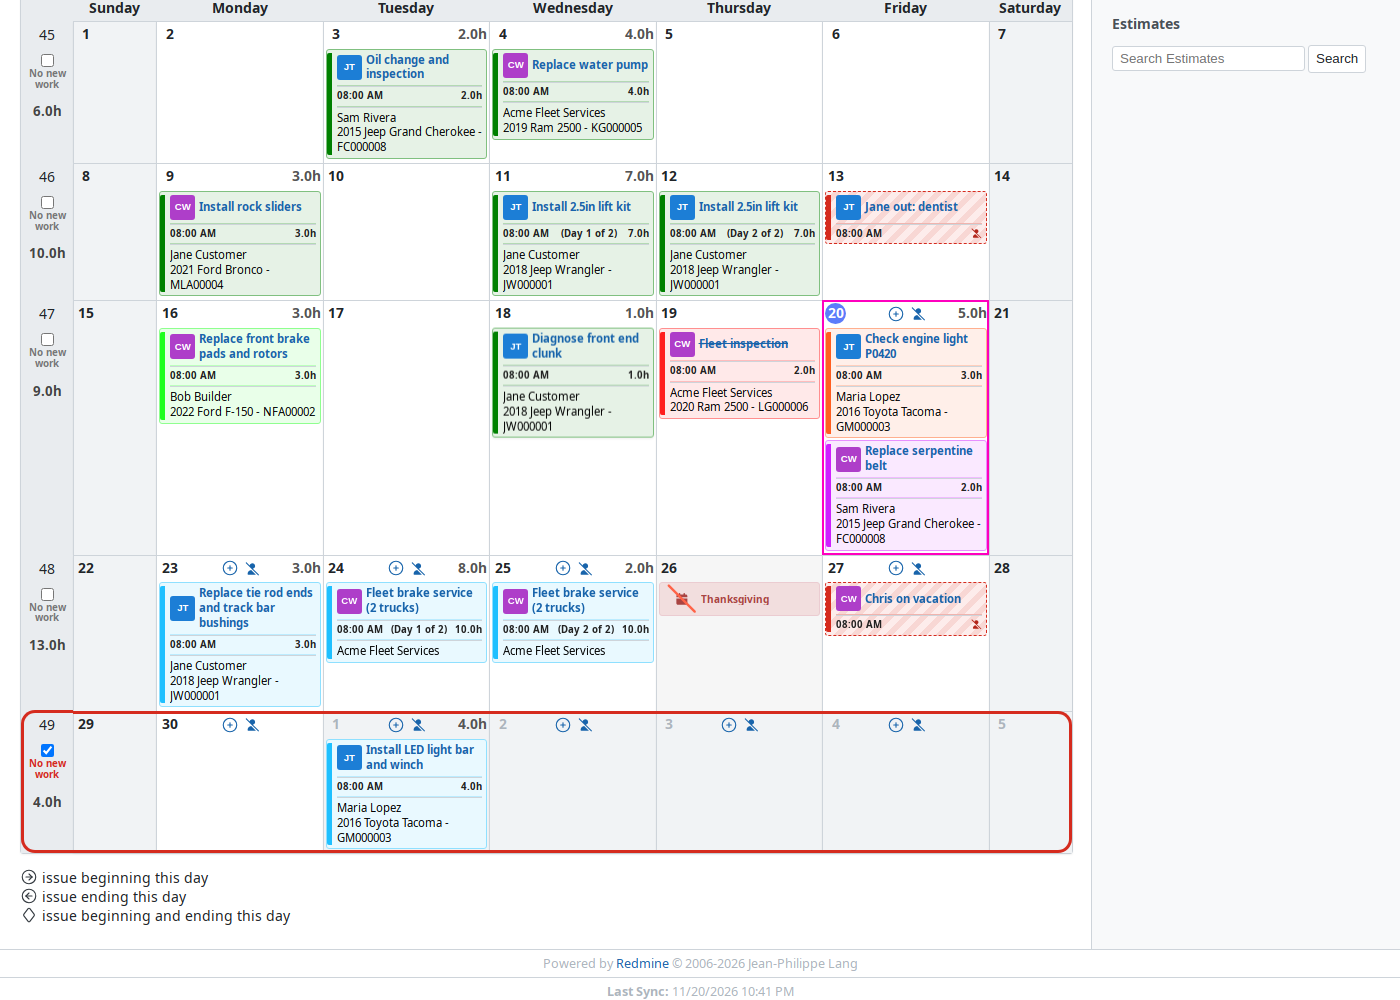 Sunday Monday Tuesday Wednesday Thursday Friday Saturday
45
No new
work
6.0h
1
2
3 2.0h
JT Oil change and
inspection
08:00 AM 2.0h
Sam Rivera
2015 Jeep Grand Cherokee -
FC000008
4 4.0h
CW Replace water pump
08:00 AM 4.0h
Acme Fleet Services
2019 Ram 2500 - KG000005
5
6
7
46
No new
work
10.0h
8
9 3.0h
CW Install rock sliders
08:00 AM 3.0h
Jane Customer
2021 Ford Bronco -
MLA00004
10
11 7.0h
JT Install 2.5in lift kit
08:00 AM (Day 1 of 2) 7.0h
Jane Customer
2018 Jeep Wrangler -
JW000001
12
JT Install 2.5in lift kit
08:00 AM (Day 2 of 2) 7.0h
Jane Customer
2018 Jeep Wrangler -
JW000001
13
JT Jane out: dentist
08:00 AM
14
47
No new
work
9.0h
15
16 3.0h
CW Replace front brake
pads and rotors
08:00 AM 3.0h
Bob Builder
2022 Ford F-150 - NFA00002
17
18 1.0h
JT Diagnose front end
clunk
08:00 AM 1.0h
Jane Customer
2018 Jeep Wrangler -
JW000001
19
CW Fleet inspection
08:00 AM 2.0h
Acme Fleet Services
2020 Ram 2500 - LG000006
20 5.0h
JT Check engine light
P0420
08:00 AM 3.0h
Maria Lopez
2016 Toyota Tacoma -
GM000003
CW Replace serpentine
belt
08:00 AM 2.0h
Sam Rivera
2015 Jeep Grand Cherokee -
FC000008
21
48
No new
work
13.0h
22
23 3.0h
JT Replace tie rod ends
and track bar
bushings
08:00 AM 3.0h
Jane Customer
2018 Jeep Wrangler -
JW000001
24 8.0h
CW Fleet brake service
(2 trucks)
08:00 AM (Day 1 of 2) 10.0h
Acme Fleet Services
25 2.0h
CW Fleet brake service
(2 trucks)
08:00 AM (Day 2 of 2) 10.0h
Acme Fleet Services
26
Thanksgiving
27
CW Chris on vacation
08:00 AM
28
49
No new
work
4.0h
29
30
1 4.0h
JT Install LED light bar
and winch
08:00 AM 4.0h
Maria Lopez
2016 Toyota Tacoma -
GM000003
2
3
4
5
issue beginning this day
issue ending this day
issue beginning and ending this day
Estimates
Search Estimates Search
Powered by Redmine © 2006-2026 Jean-Philippe Lang
Last Sync: 11/20/2026 10:41 PM